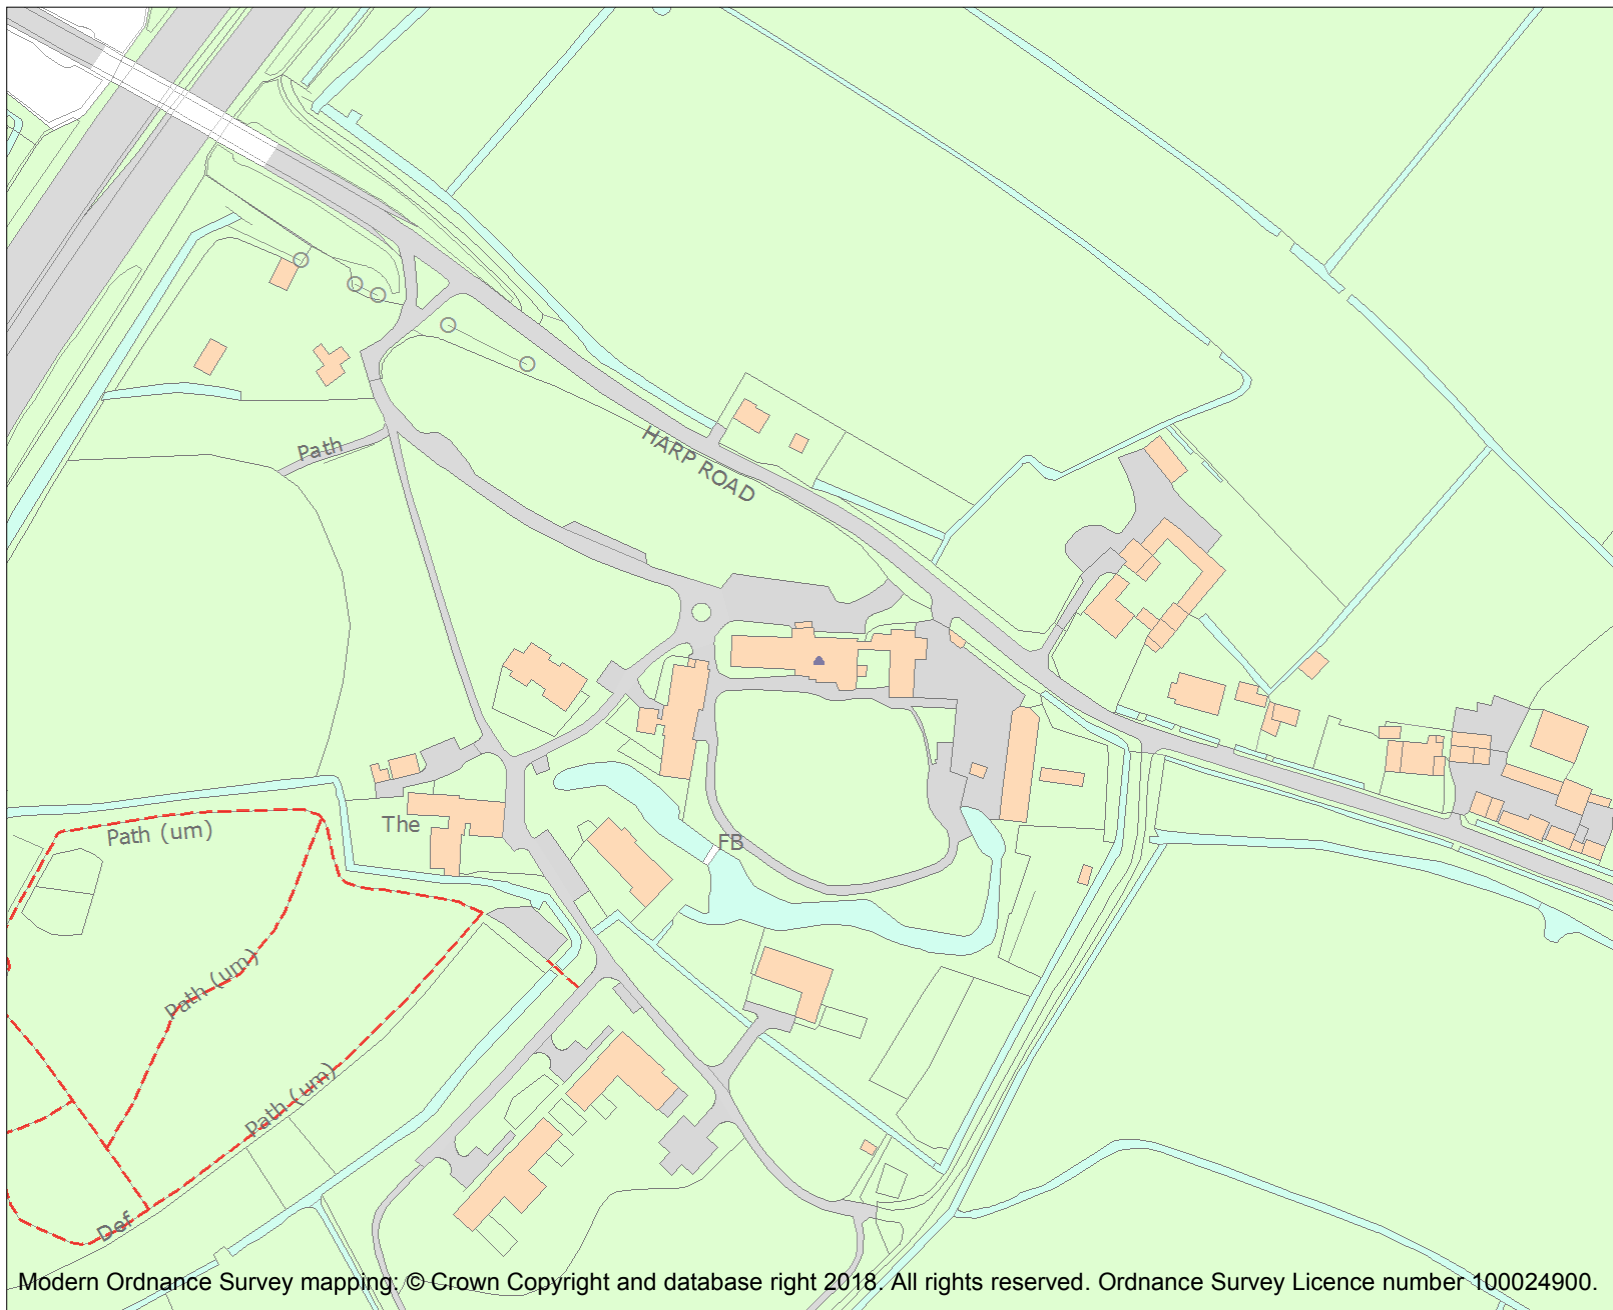 Path
HARP ROAD
The
Path (um)
FB
Path (um)
Path (um)
Def
Modern Ordnance Survey mapping: © Crown Copyright and database right 2018. All rights reserved. Ordnance Survey Licence number 100024900.